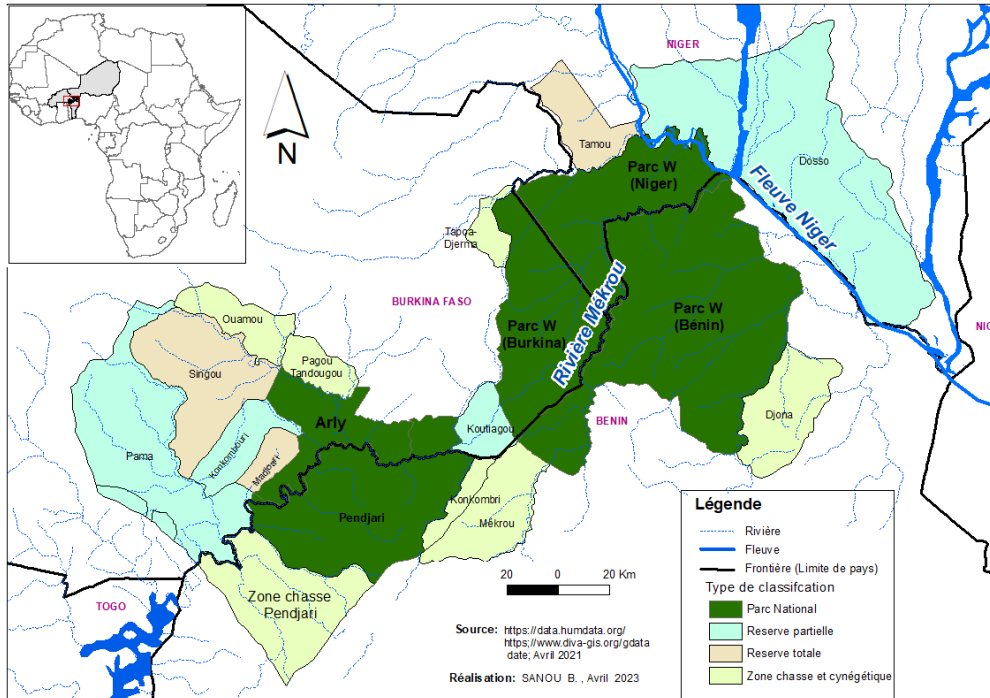 N
NIGER
Tamou
Dosso
Parc W
(Niger)
Fleuve Niger
Tapoa-
Djerma
BURKINA FASO
Parc W
(Burkina)
Rivière Mékrou
Parc W
(Bénin)
NIG
Ouamou
Pagou
Tandougou
Singou
Arly
Koutiagou
BENIN
Djona
Pama
Konkombouri
Madjoari
Pendjari
Konkombri
Mékrou
Zone chasse
Pendjari
TOGO
20 0 20 Km
Source: https://data.humdata.org/
https;//www.diva-gis.org/gdata
date; Avril 2021
Réalisation: SANOU B. , Avril 2023
Légende
Rivière
Fleuve
Frontière (Limite de pays)
Type de classifcation
Parc National
Reserve partielle
Reserve totale
Zone chasse et cynégétique